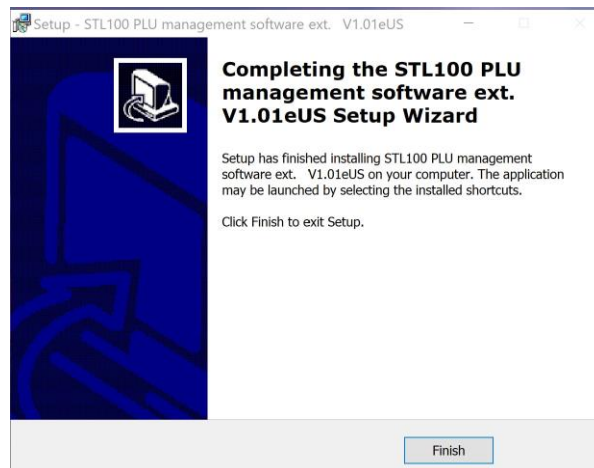 Setup - STL100 PLU management software ext. V1.01eUS
Completing the STL100 PLU
management software ext.
V1.01eUS Setup Wizard
Setup has finished installing STL100 PLU management
software ext. V1.01eUS on your computer. The application
may be launched by selecting the installed shortcuts.
Click Finish to exit Setup.
Finish